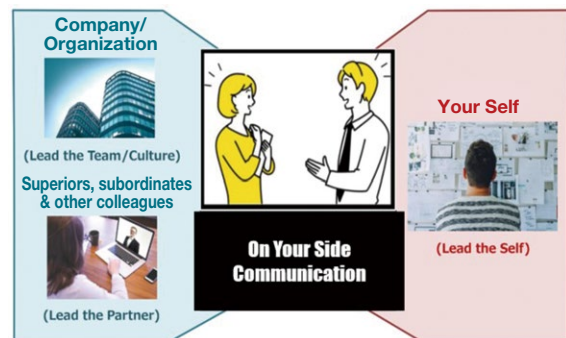 Company/
Organization
(Lead the Team/Culture)
Superiors, subordinates
& other colleagues
(Lead the Partner)
On Your Side
Communication
Your Self
(Lead the Self)